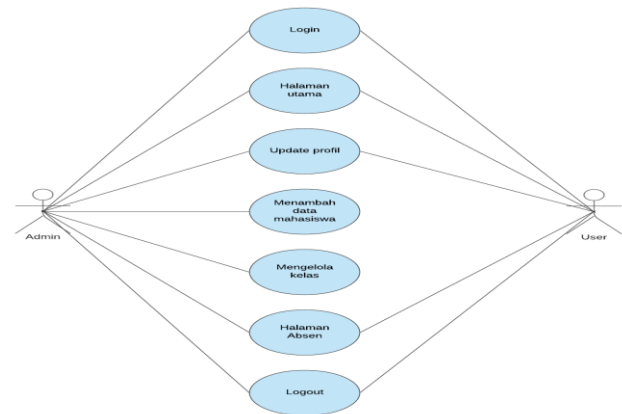 Login
Halaman
utama
Update profil
Menambah
data
mahasiswa
Admin
User
Mengelola
kelas
Halaman
Absen
Logout